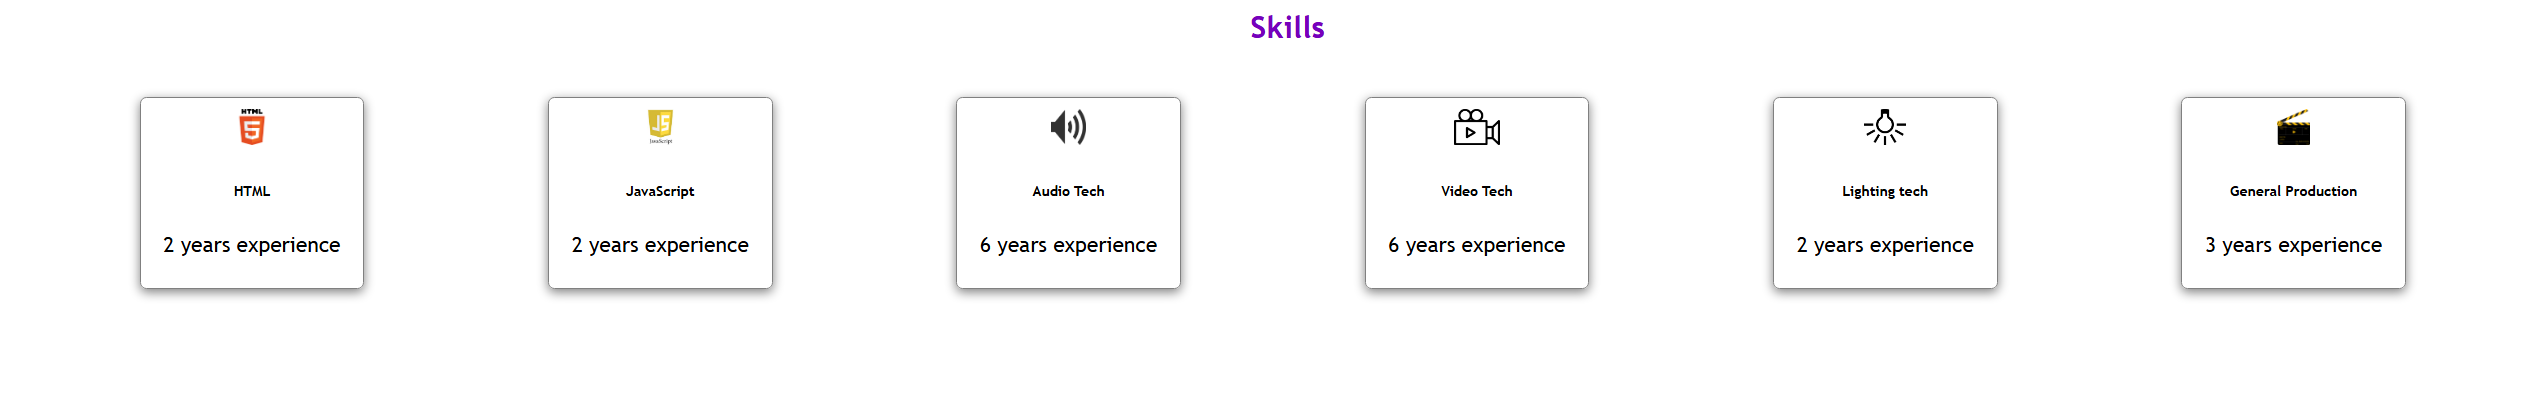 Skills
HTML
5
HTML
2 years experience
JS
JavaScript
JavaScript
2 years experience
Audio Tech
6 years experience
Video Tech
6 years experience
Lighting tech
2 years experience
General Production
3 years experience